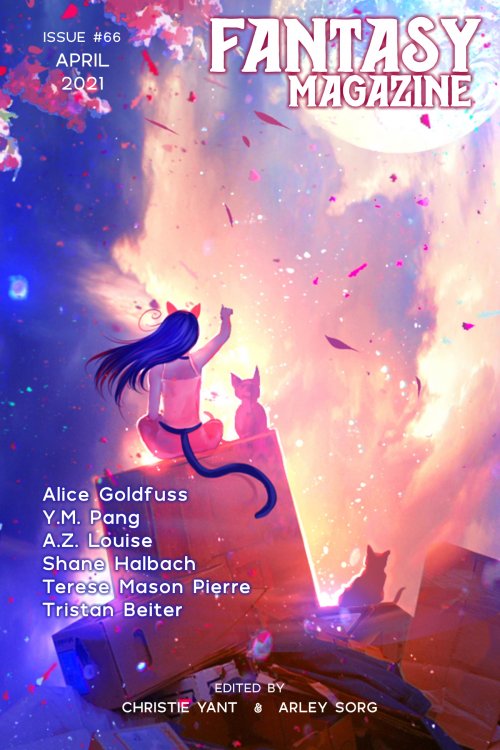 ISSUE #66
APRIL
2021
FANTASY
MAGAZINE
Alice Goldfuss
Y.M. Pang
A.Z. Louise
Shane Halbach
Terese Mason Pierre
Tristan Beiter
EDITED BY
CHRISTIE YANT & ARLEY SORG